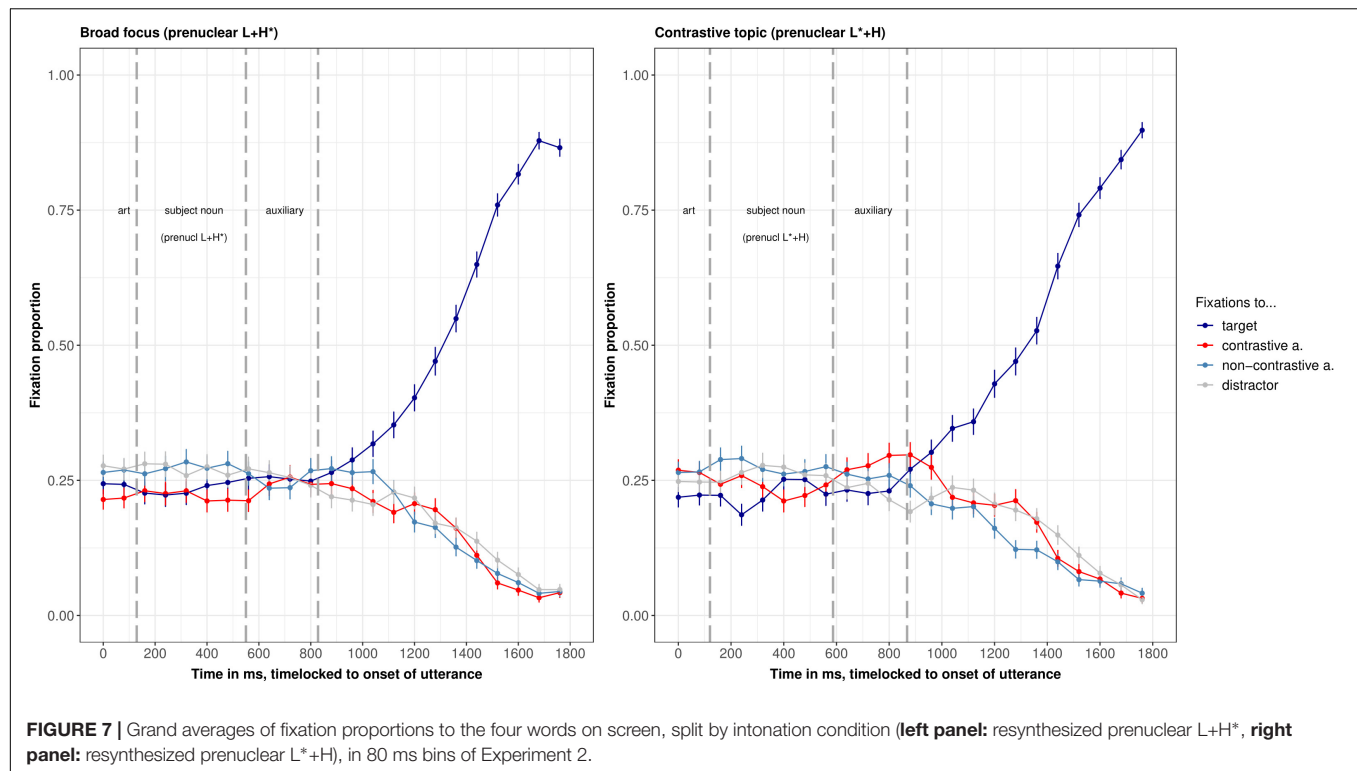 Broad focus (prenuclear L+H*)
Contrastive topic (prenuclear L*+H)
1.00
0.75
0.50
0.25
0.00
Fixation proportion
art
subject noun
(prenucl L+H*)
auxiliary
0 200 400 600 800 1000 1200 1400 1600 1800
Time in ms, timelocked to onset of utterance
1.00
0.75
0.50
0.25
0.00
Fixation proportion
art
subject noun
(prenucl L*+H)
auxiliary
0 200 400 600 800 1000 1200 1400 1600 1800
Time in ms, timelocked to onset of utterance
Fixations to...
target
contrastive a.
non−contrastive a.
distractor
FIGURE 7 | Grand averages of fixation proportions to the four words on screen, split by intonation condition (left panel: resynthesized prenuclear L+H*, right
panel: resynthesized prenuclear L*+H), in 80 ms bins of Experiment 2.